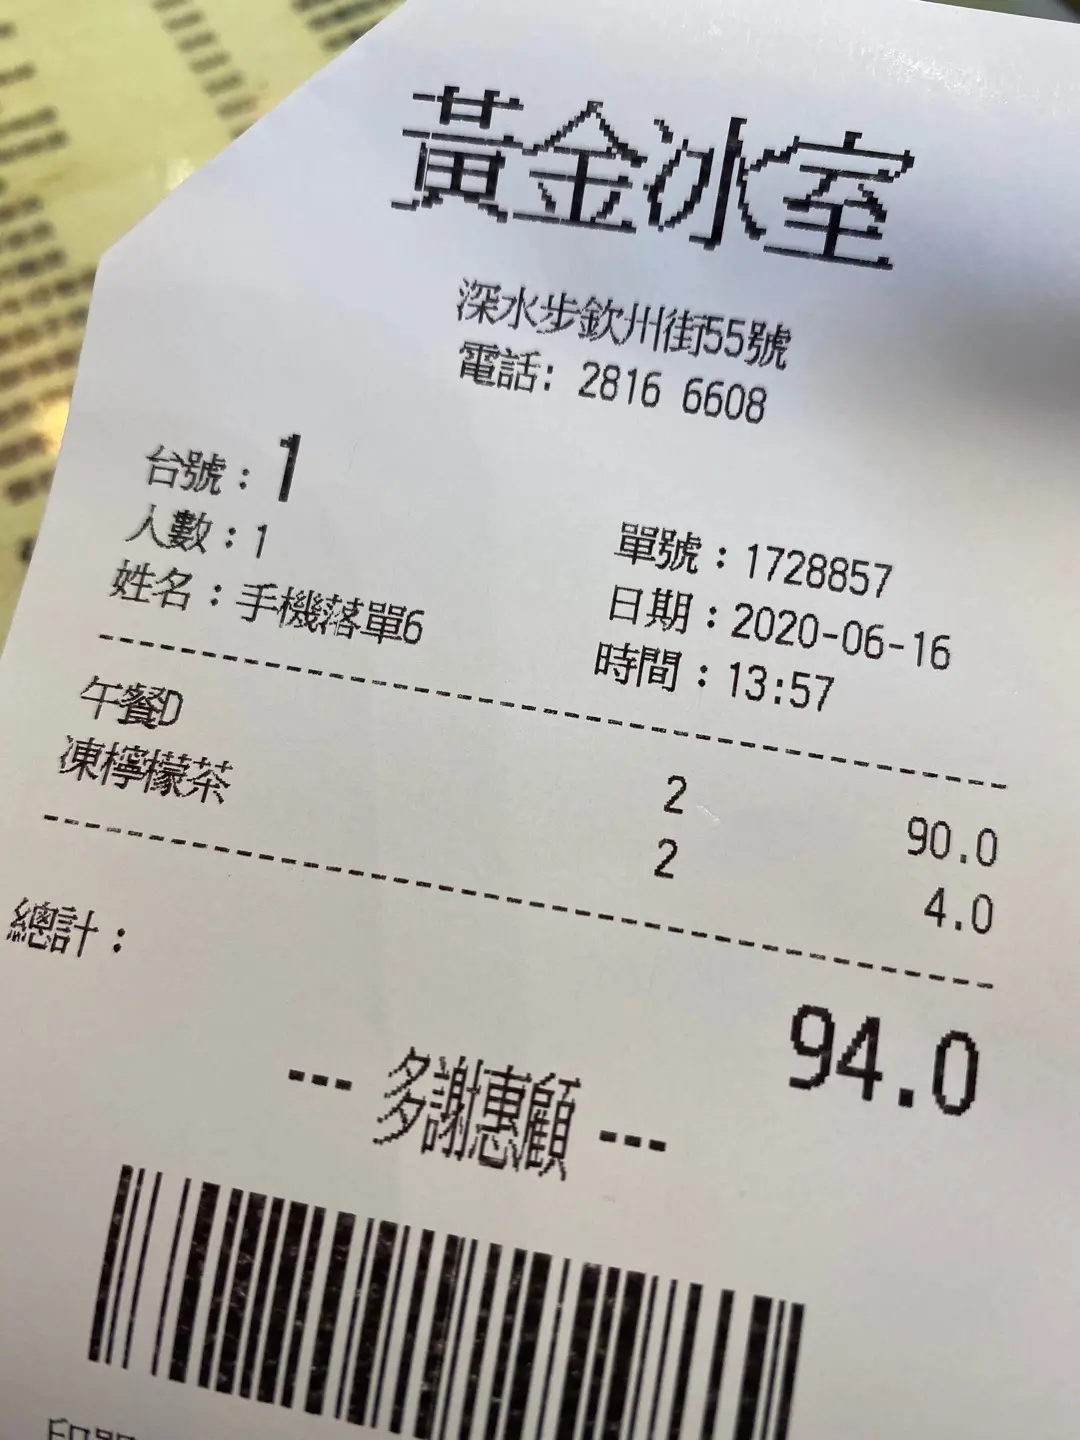 黃金冰室
深水步欽州街55號
電話: 2816 6608
台號：1
人數：1
姓名：手機落單6
單號：1728857
日期：2020-06-16
時間：13:57
午餐D 2 90.0
凍檸檬茶 2 4.0
總計： 94.0
--- 多謝惠顧 ---